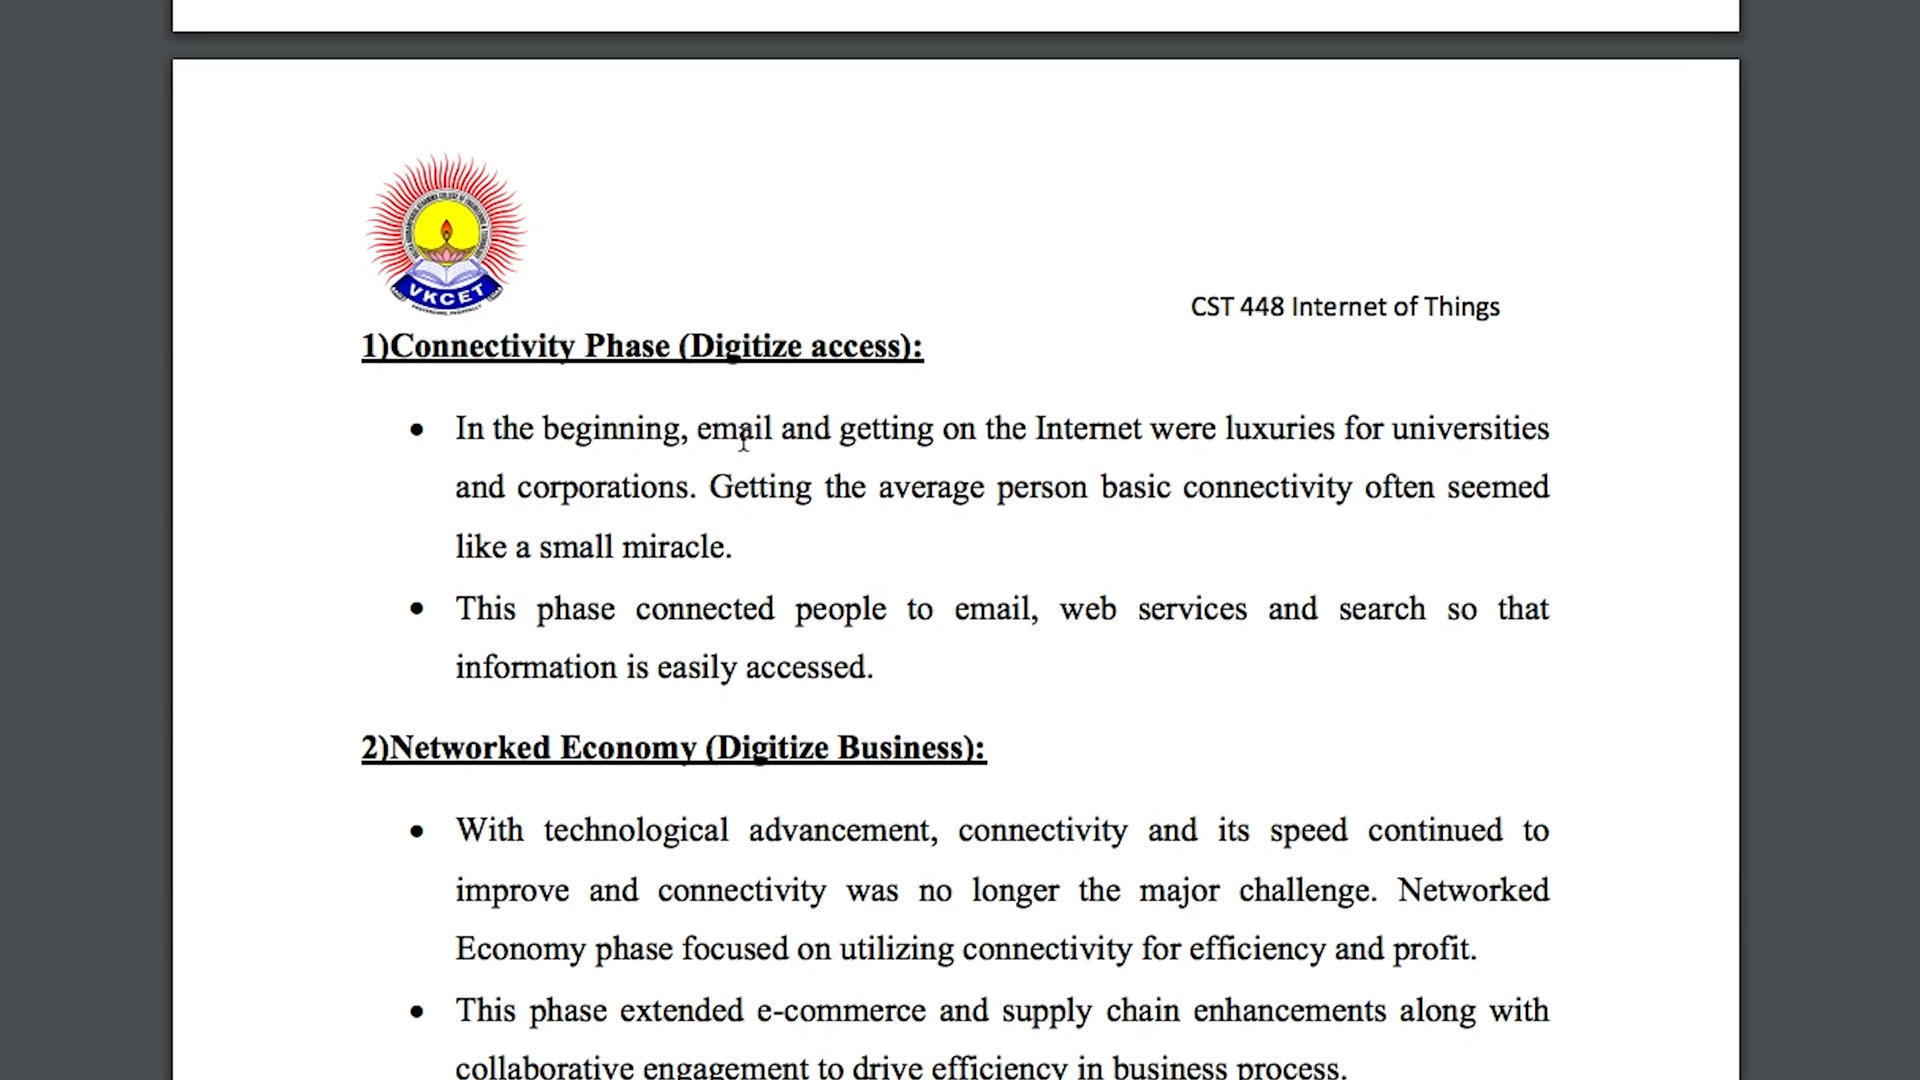 VKCET
CST 448 Internet of Things
1)Connectivity Phase (Digitize access):
• In the beginning, email and getting on the Internet were luxuries for universities
and corporations. Getting the average person basic connectivity often seemed
like a small miracle.
• This phase connected people to email, web services and search so that
information is easily accessed.
2)Networked Economy (Digitize Business):
• With technological advancement, connectivity and its speed continued to
improve and connectivity was no longer the major challenge. Networked
Economy phase focused on utilizing connectivity for efficiency and profit.
• This phase extended e-commerce and supply chain enhancements along with
collaborative engagement to drive efficiency in business process.